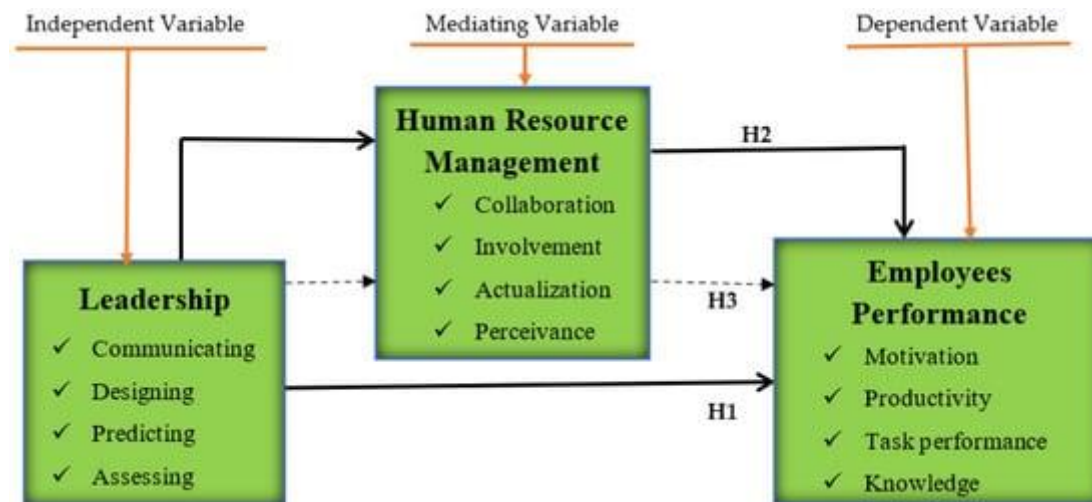 Independent Variable
Mediating Variable
Dependent Variable
Human Resource
Management
✓ Collaboration
✓ Involvement
✓ Actualization
✓ Perceivance
H2
Leadership
✓ Communicating
✓ Designing
✓ Predicting
✓ Assessing
H3
H1
Employees
Performance
✓ Motivation
✓ Productivity
✓ Task performance
✓ Knowledge